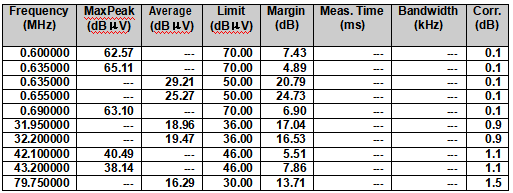 Frequency (MHz) MaxPeak (dBµV) Average (dBµV) Limit (dBµV) Margin (dB) Meas. Time (ms) Bandwidth (kHz) Corr. (dB)
0.600000 62.57 --- 70.00 7.43 --- --- 0.1
0.635000 65.11 --- 70.00 4.89 --- --- 0.1
0.635000 --- 29.21 50.00 20.79 --- --- 0.1
0.655000 --- 25.27 50.00 24.73 --- --- 0.1
0.690000 63.10 --- 70.00 6.90 --- --- 0.1
31.950000 --- 18.96 36.00 17.04 --- --- 0.9
32.200000 --- 19.47 36.00 16.53 --- --- 0.9
42.100000 40.49 --- 46.00 5.51 --- --- 1.1
43.200000 38.14 --- 46.00 7.86 --- --- 1.1
79.750000 --- 16.29 30.00 13.71 --- --- 1.5